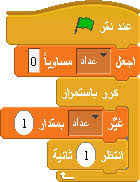 عند نقر
اجعل عداد مساوياً 0
كرر باستمرار
غيّر عداد بمقدار 1
انتظر 1 ثانية